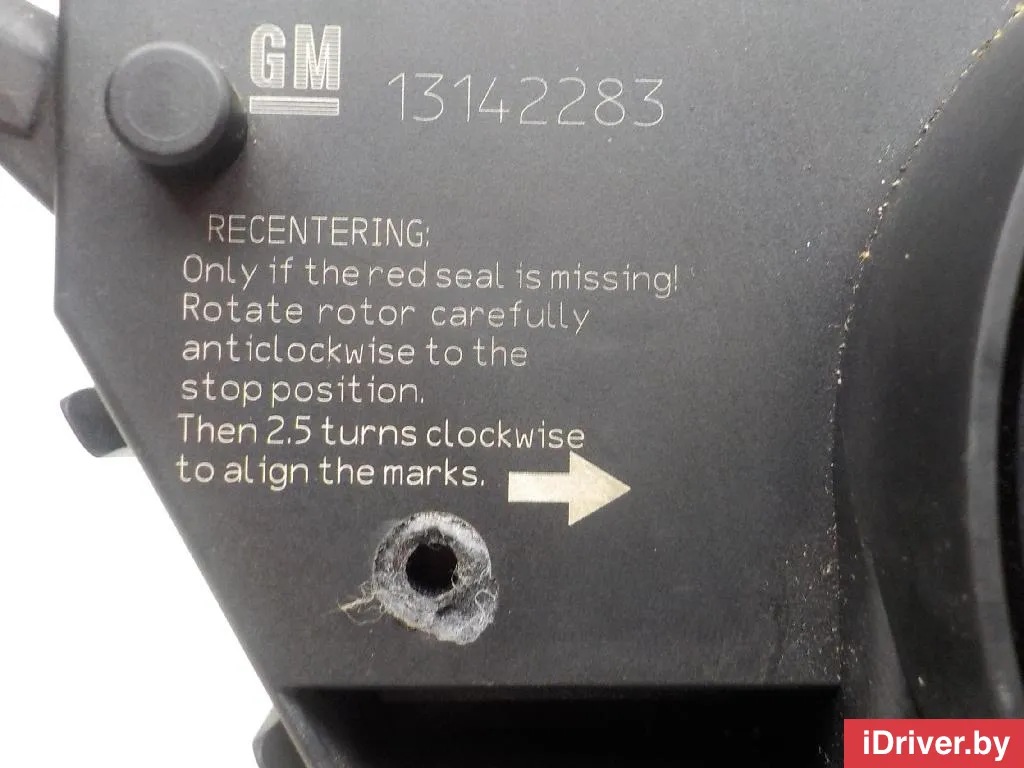 GM 13142283
RECENTERING:
Only if the red seal is missing!
Rotate rotor carefully
anticlockwise to the
stop position.
Then 2.5 turns clockwise
to align the marks.
iDriver.by